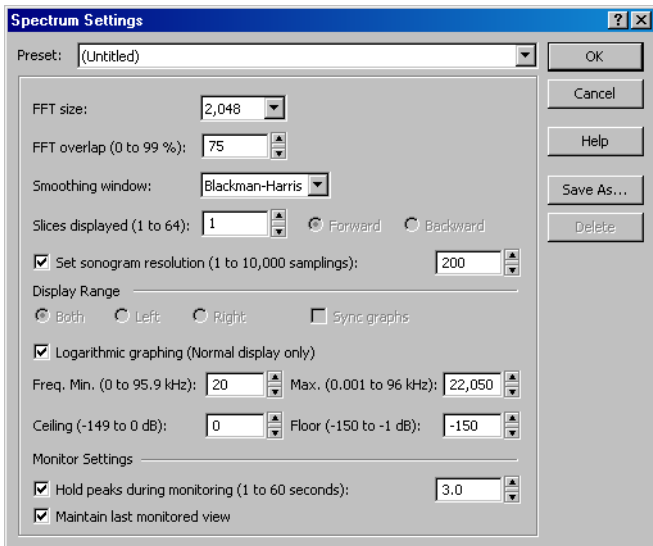 Spectrum Settings
Preset: (Untitled)
OK
Cancel
FFT size: 2,048
FFT overlap (0 to 99 %): 75
Help
Smoothing window: Blackman-Harris
Save As...
Slices displayed (1 to 64): 1 Forward Backward
Delete
Set sonogram resolution (1 to 10,000 samplings): 200
Display Range
Both Left Right Sync graphs
Logarithmic graphing (Normal display only)
Freq. Min. (0 to 95.9 kHz): 20 Max. (0.001 to 96 kHz): 22,050
Ceiling (-149 to 0 dB): 0 Floor (-150 to -1 dB): -150
Monitor Settings
Hold peaks during monitoring (1 to 60 seconds): 3.0
Maintain last monitored view